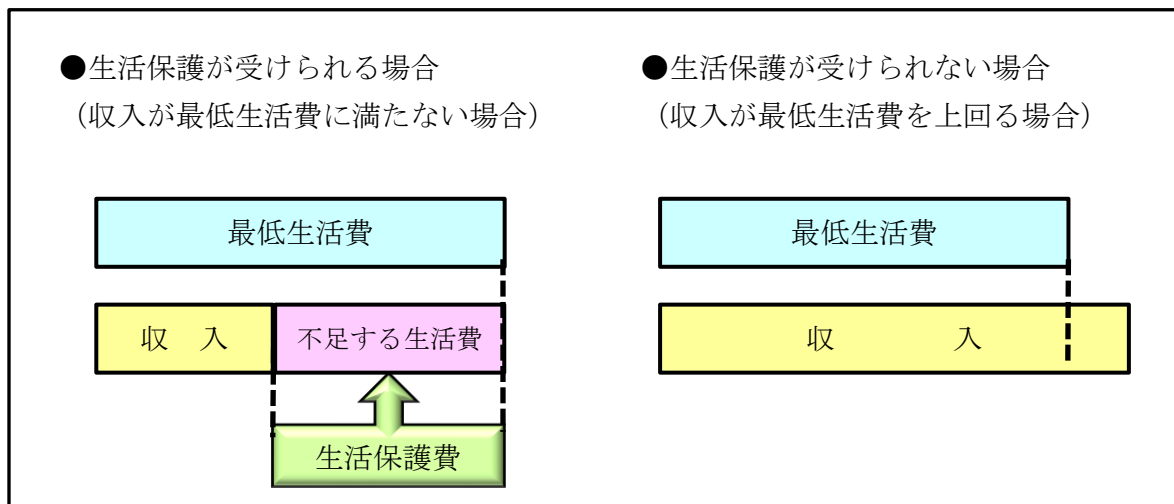 ●生活保護が受けられる場合
(収入が最低生活費に満たない場合)
最低生活費
収　入
不足する生活費
生活保護費
●生活保護が受けられない場合
(収入が最低生活費を上回る場合)
最低生活費
収　入